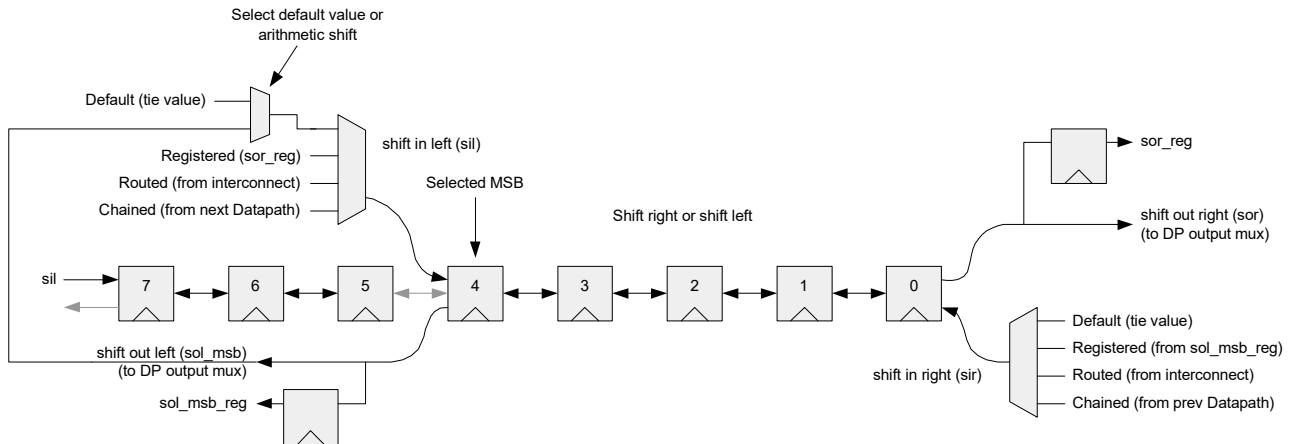 Select default value or
arithmetic shift
Default (tie value)
Registered (sor_reg)
Routed (from interconnect)
Chained (from next Datapath)
shift in left (sil)
Selected MSB
Shift right or shift left
sor_reg
shift out right (sor)
(to DP output mux)
sil
7
6
5
4
3
2
1
0
shift out left (sol_msb)
(to DP output mux)
sol_msb_reg
shift in right (sir)
Default (tie value)
Registered (from sol_msb_reg)
Routed (from interconnect)
Chained (from prev Datapath)